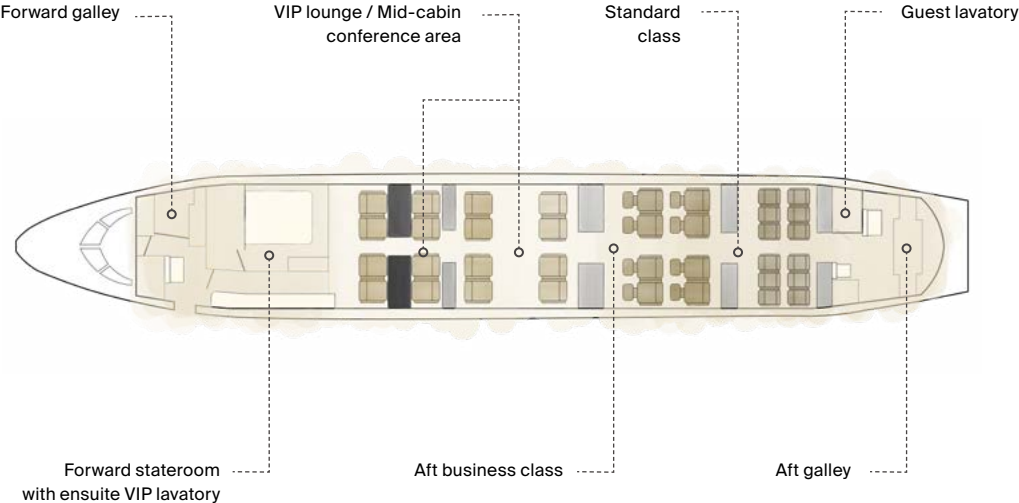 Forward galley
VIP lounge / Mid-cabin
conference area
Standard
class
Guest lavatory
Forward stateroom
with ensuite VIP lavatory
Aft business class
Aft galley